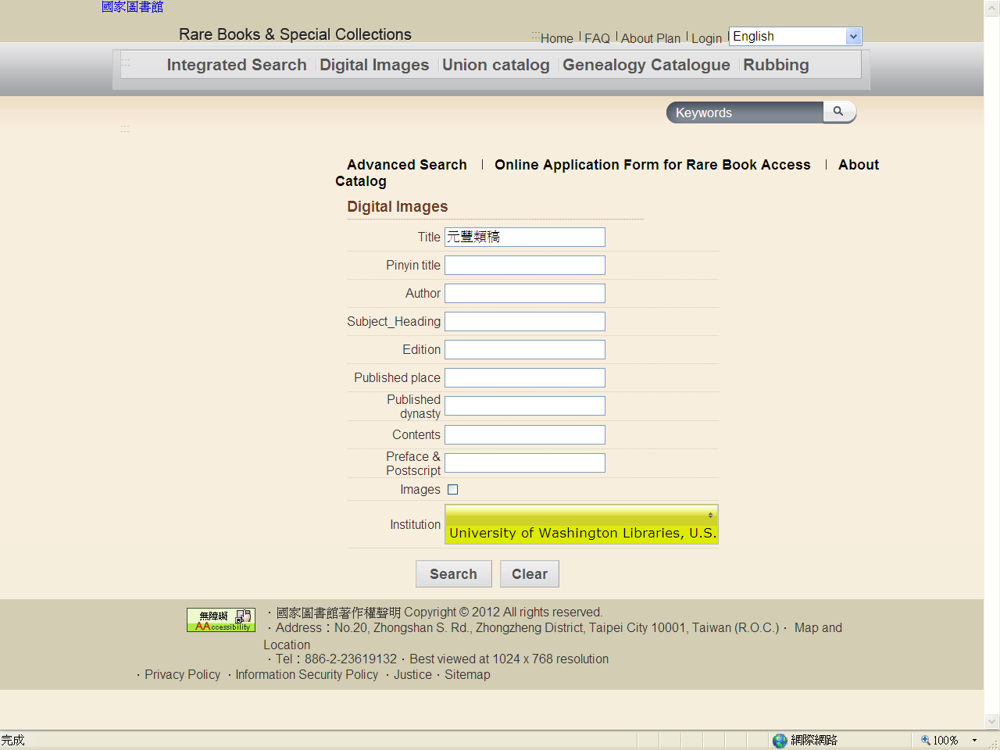 國家圖書館
Rare Books & Special Collections
Home FAQ About Plan Login English
Integrated Search Digital Images Union catalog Genealogy Catalogue Rubbing
Keywords
Advanced Search | Online Application Form for Rare Book Access | About
Catalog
Digital Images
Title 元豐類稿
Pinyin title
Author
Subject_Heading
Edition
Published place
Published
dynasty
Contents
Preface &
Postscript
Images
Institution
University of Washington Libraries, U.S.
Search Clear
無障礙
AAccessibility
‧國家圖書館著作權聲明 Copyright © 2012 All rights reserved.
‧Address：No.20, Zhongshan S. Rd., Zhongzheng District, Taipei City 10001, Taiwan (R.O.C.)‧ Map and
Location
‧Tel：886-2-23619132‧Best viewed at 1024 x 768 resolution
‧Privacy Policy ‧Information Security Policy ‧Justice‧Sitemap
完成
網際網路
100%